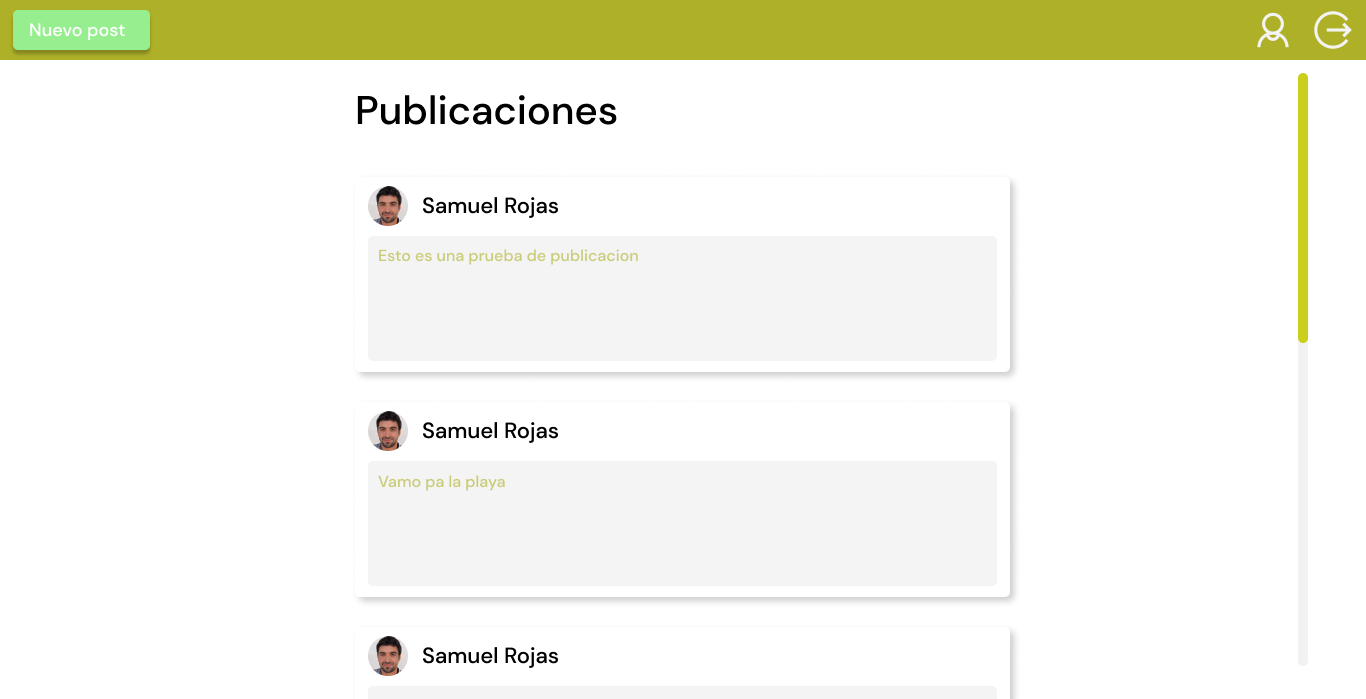 Nuevo post
Publicaciones
Samuel Rojas
Esto es una prueba de publicacion
Samuel Rojas
Vamo pa la playa
Samuel Rojas